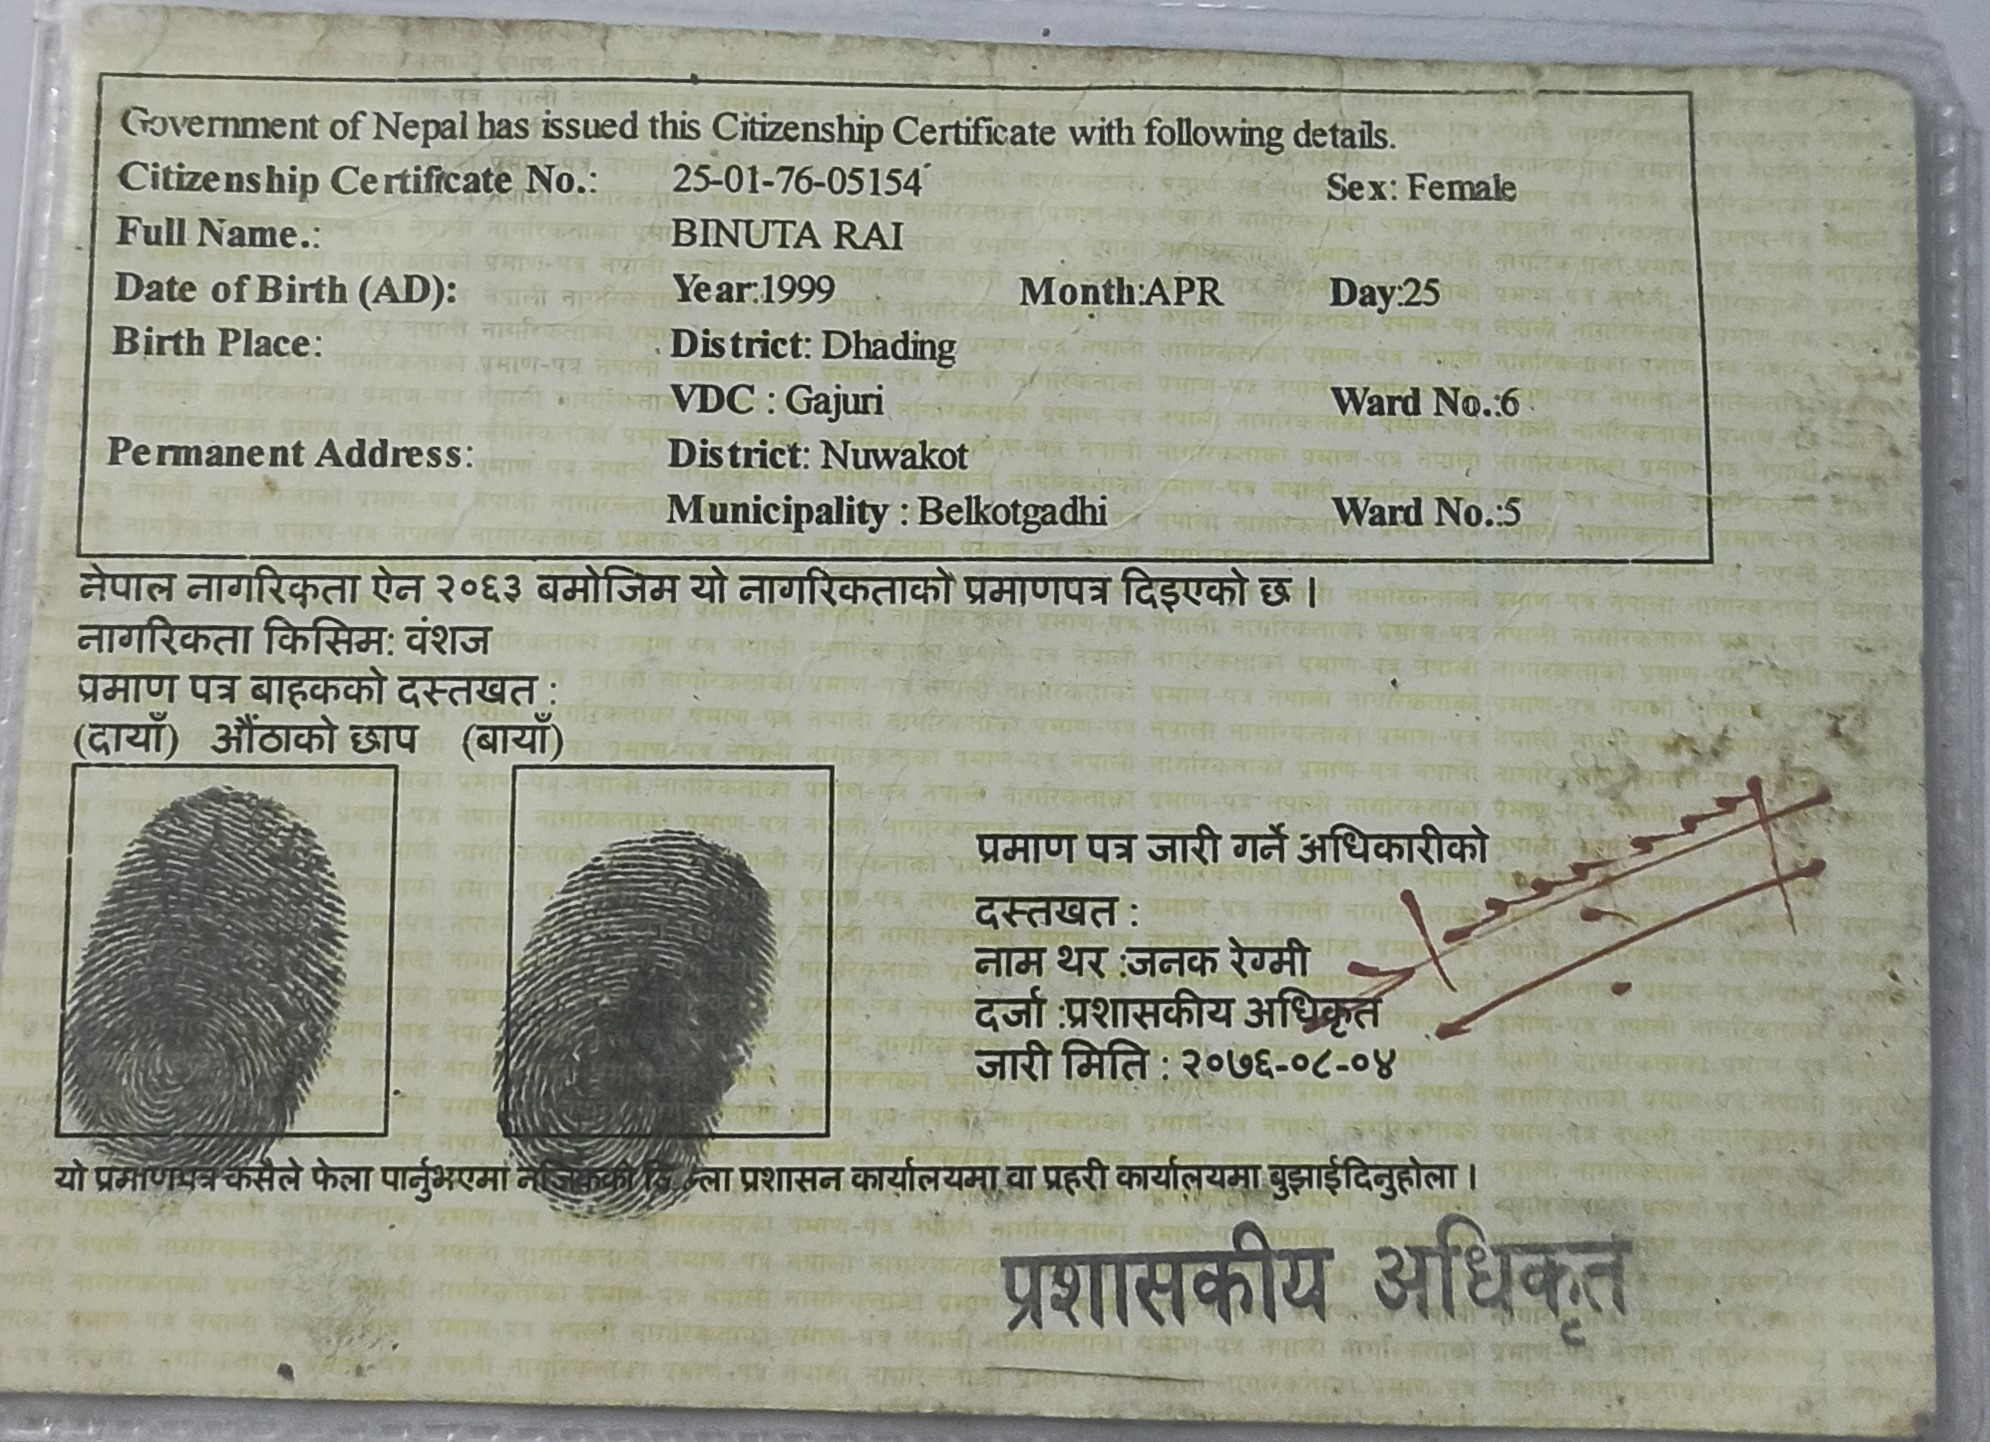 Government of Nepal has issued this Citizenship Certificate with following details.
Citizenship Certificate No.: 25-01-76-05154 Sex: Female
Full Name.: BINUTA RAI
Date of Birth (AD): Year:1999 Month:APR Day:25
Birth Place: District: Dhading
VDC : Gajuri Ward No.:6
Permanent Address: District: Nuwakot
Municipality : Belkotgadhi Ward No.:5
नेपाल नागरिकता ऐन २०६३ बमोजिम यो नागरिकताको प्रमाणपत्र दिइएको छ ।
नागरिकता किसिम: वंशज
प्रमाण पत्र बाहकको दस्तखत :
(दायाँ) औंठाको छाप (बायाँ)
प्रमाण पत्र जारी गर्ने अधिकारीको
दस्तखत :
नाम थर :जनक रेग्मी
दर्जा :प्रशासकीय अधिकृत
जारी मिति : २०७६-०८-०४
यो प्रमाणपत्र कसैले फेला पार्नुभएमा नजिकको जिल्ला प्रशासन कार्यालयमा वा प्रहरी कार्यालयमा बुझाईदिनुहोला ।
प्रशासकीय अधिकृत